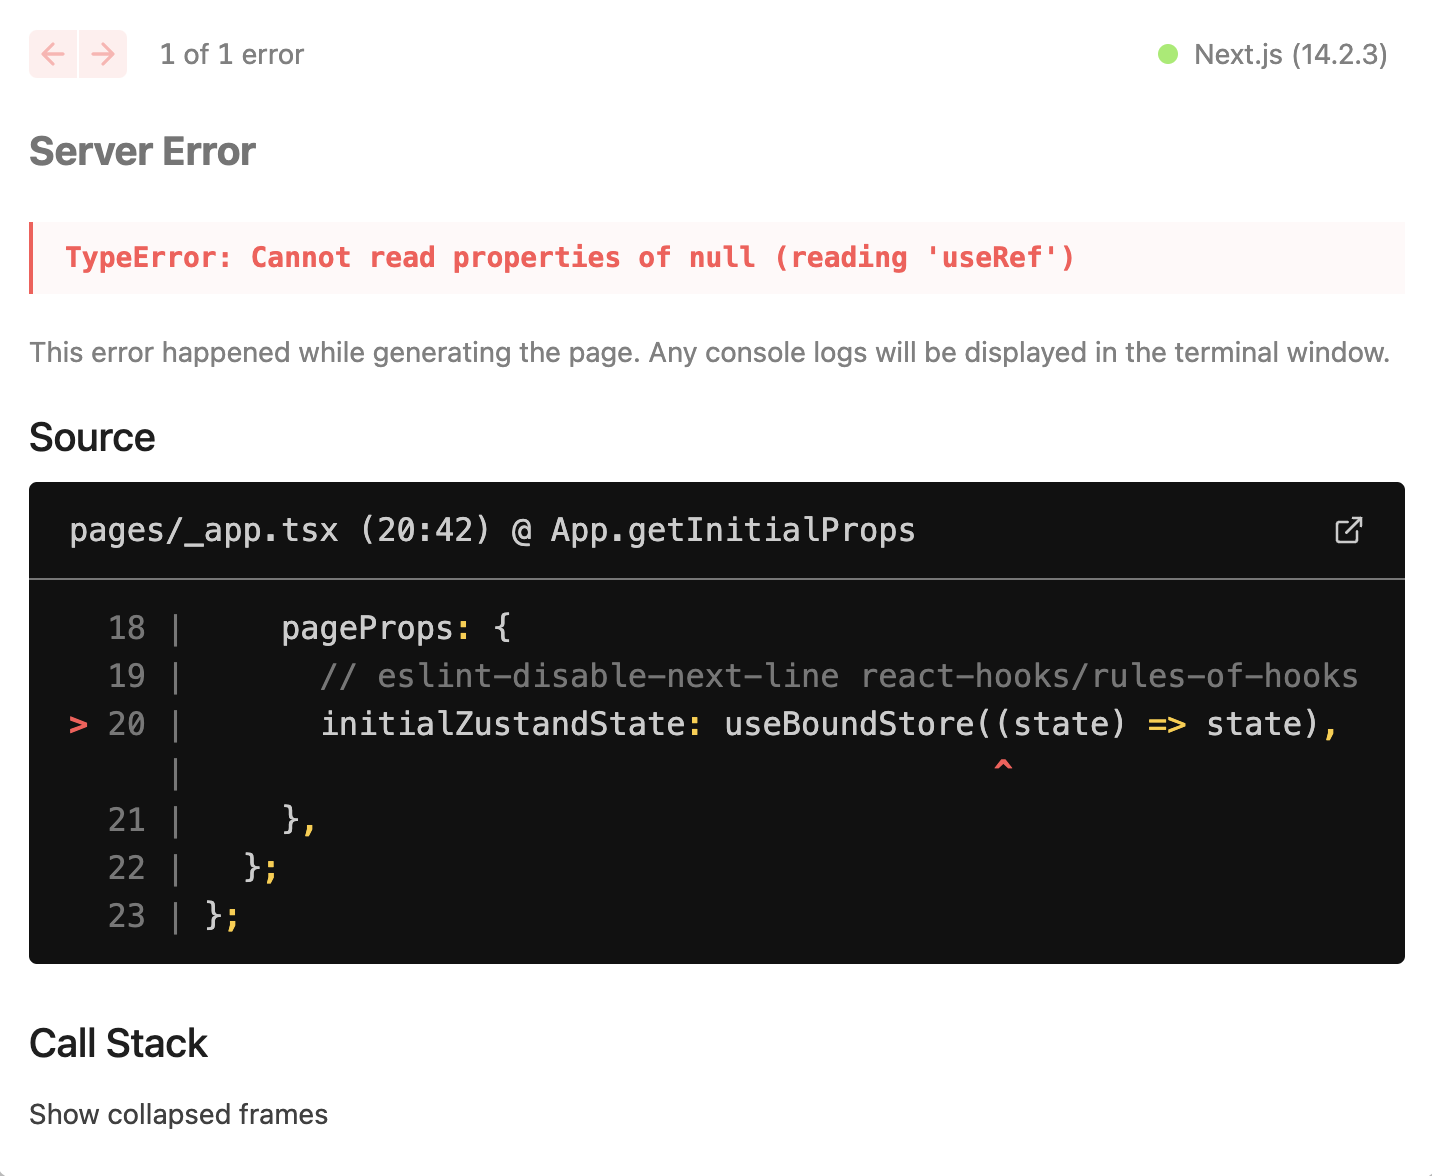 1 of 1 error
Next.js (14.2.3)
Server Error
TypeError: Cannot read properties of null (reading 'useRef')
This error happened while generating the page. Any console logs will be displayed in the terminal window.
Source
pages/_app.tsx (20:42) @ App.getInitialProps
18 |     pageProps: {
19 |       // eslint-disable-next-line react-hooks/rules-of-hooks
> 20 |       initialZustandState: useBoundStore((state) => state),
|                                          ^
21 |     },
22 |   };
23 | };
Call Stack
Show collapsed frames